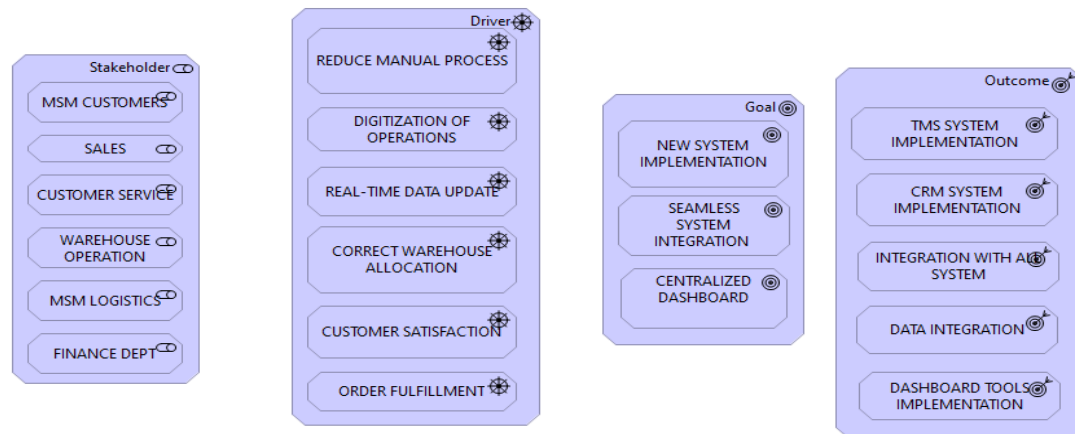 Stakeholder
MSM CUSTOMERS
SALES
CUSTOMER SERVICE
WAREHOUSE
OPERATION
MSM LOGISTICS
FINANCE DEPT
Driver
REDUCE MANUAL PROCESS
DIGITIZATION OF
OPERATIONS
REAL-TIME DATA UPDATE
CORRECT WAREHOUSE
ALLOCATION
CUSTOMER SATISFACTION
ORDER FULFILLMENT
Goal
NEW SYSTEM
IMPLEMENTATION
SEAMLESS
SYSTEM
INTEGRATION
CENTRALIZED
DASHBOARD
Outcome
TMS SYSTEM
IMPLEMENTATION
CRM SYSTEM
IMPLEMENTATION
INTEGRATION WITH ALL
SYSTEM
DATA INTEGRATION
DASHBOARD TOOLS
IMPLEMENTATION